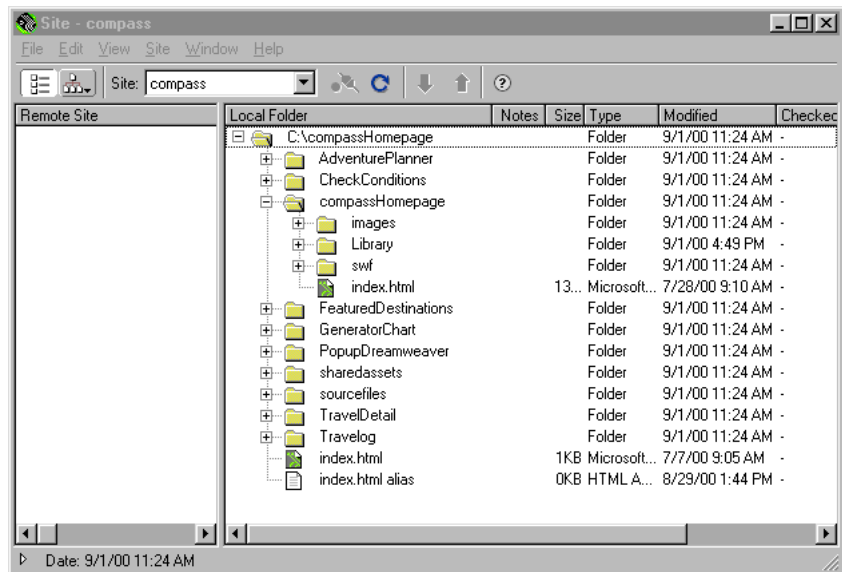 Site - compass
File Edit View Site Window Help
Site: compass
Remote Site Local Folder Notes Size Type Modified Checked
C:\compassHomepage Folder 9/1/00 11:24 AM -
AdventurePlanner Folder 9/1/00 11:24 AM -
CheckConditions Folder 9/1/00 11:24 AM -
compassHomepage Folder 9/1/00 11:24 AM -
images Folder 9/1/00 11:24 AM -
Library Folder 9/1/00 4:49 PM -
swf Folder 9/1/00 11:24 AM -
index.html 13... Microsoft... 7/28/00 9:10 AM -
FeaturedDestinations Folder 9/1/00 11:24 AM -
GeneratorChart Folder 9/1/00 11:24 AM -
PopupDreamweaver Folder 9/1/00 11:24 AM -
sharedassets Folder 9/1/00 11:24 AM -
sourcefiles Folder 9/1/00 11:24 AM -
TravelDetail Folder 9/1/00 11:24 AM -
Travelog Folder 9/1/00 11:24 AM -
index.html 1KB Microsoft... 7/7/00 9:05 AM -
index.html alias 0KB HTML A... 8/29/00 1:44 PM -
Date: 9/1/00 11:24 AM